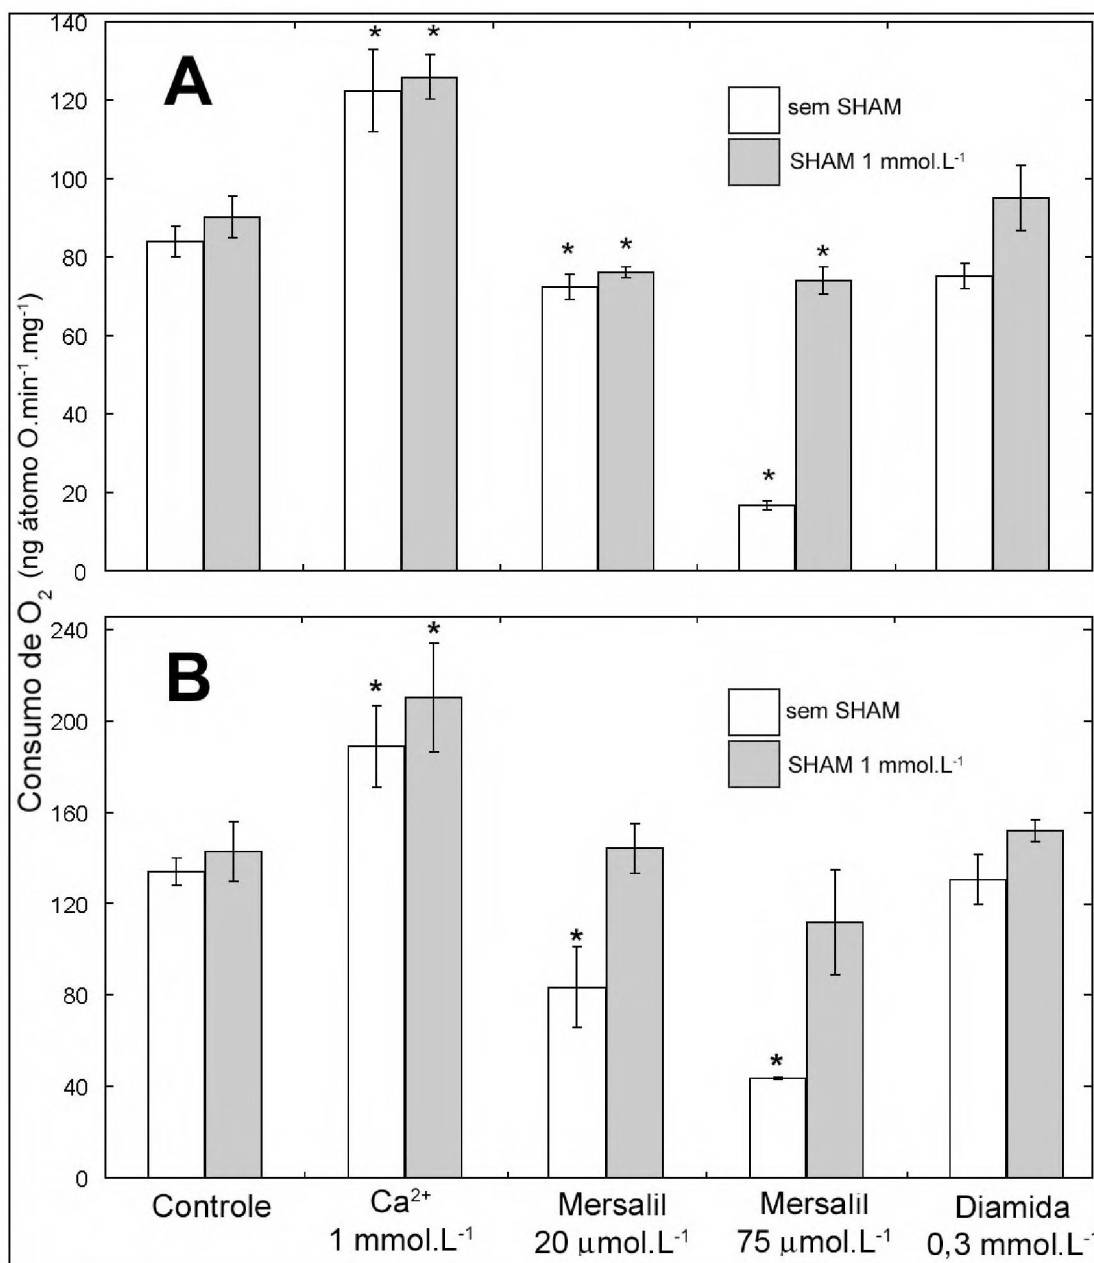 Consumo de O₂ (ng átomo O.min⁻¹.mg⁻¹)
A
140
120
100
80
60
40
20
0
* *
* *
*
*
sem SHAM
SHAM 1 mmol.L⁻¹
B
240
200
160
120
80
40
0
*
*
*
*
sem SHAM
SHAM 1 mmol.L⁻¹
Controle
Ca²⁺
1 mmol.L⁻¹
Mersalil
20 μmol.L⁻¹
Mersalil
75 μmol.L⁻¹
Diamida
0,3 mmol.L⁻¹